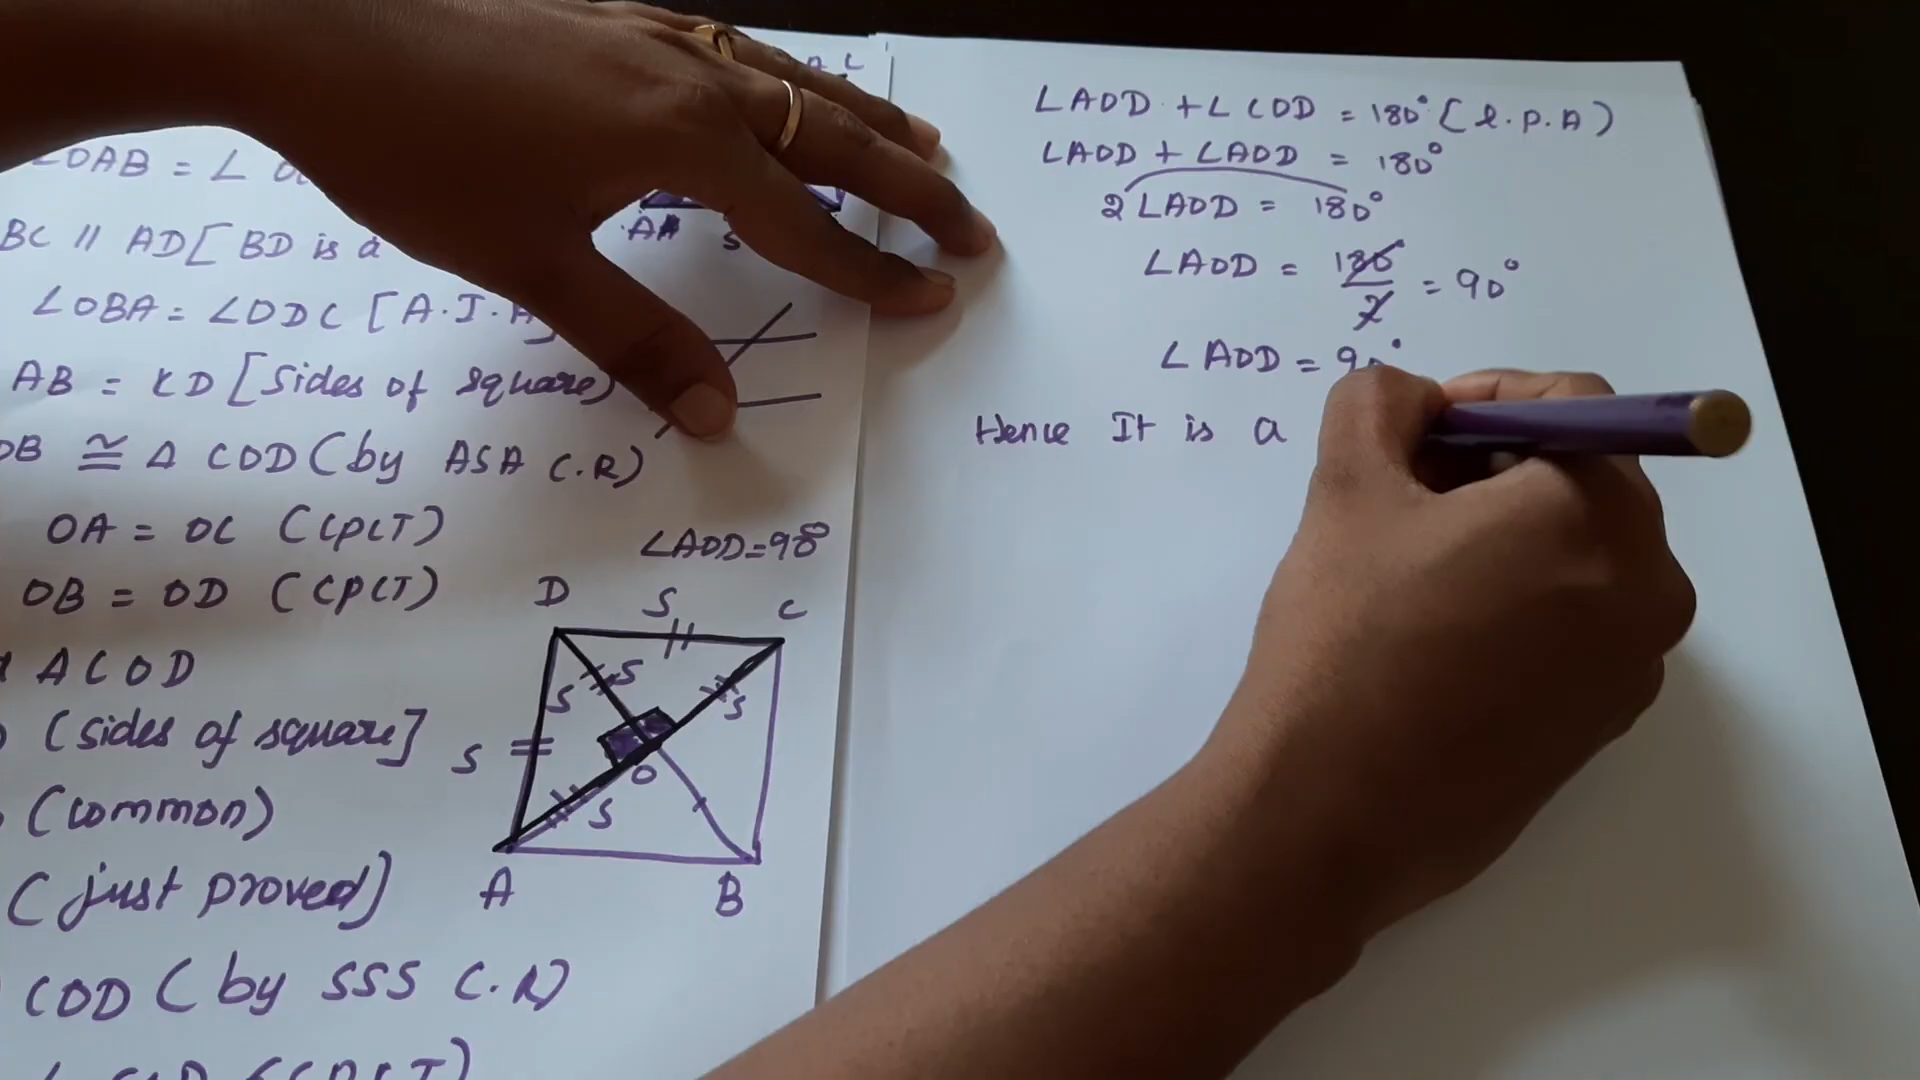 ∠OAB = ∠
BC // AD [ BD is a
∠OBA = ∠ODC [A.I.A]
AB = CD [Sides of square)
OB ≅ Δ COD (by ASA C.R)
OA = OC (CPCT)
OB = OD (CPCT)
ΔCOD
(sides of square]
(common)
(just proved]
COD ( by SSS C.R)
A
S
∠AOD=90°
D S C
S S S
S
O
S
A B
∠AOD + ∠COD = 180° [l.p.A)
∠AOD + ∠AOD = 180°
2∠AOD = 180°
∠AOD = 180/2 = 90°
∠AOD = 90°
Hence It is a